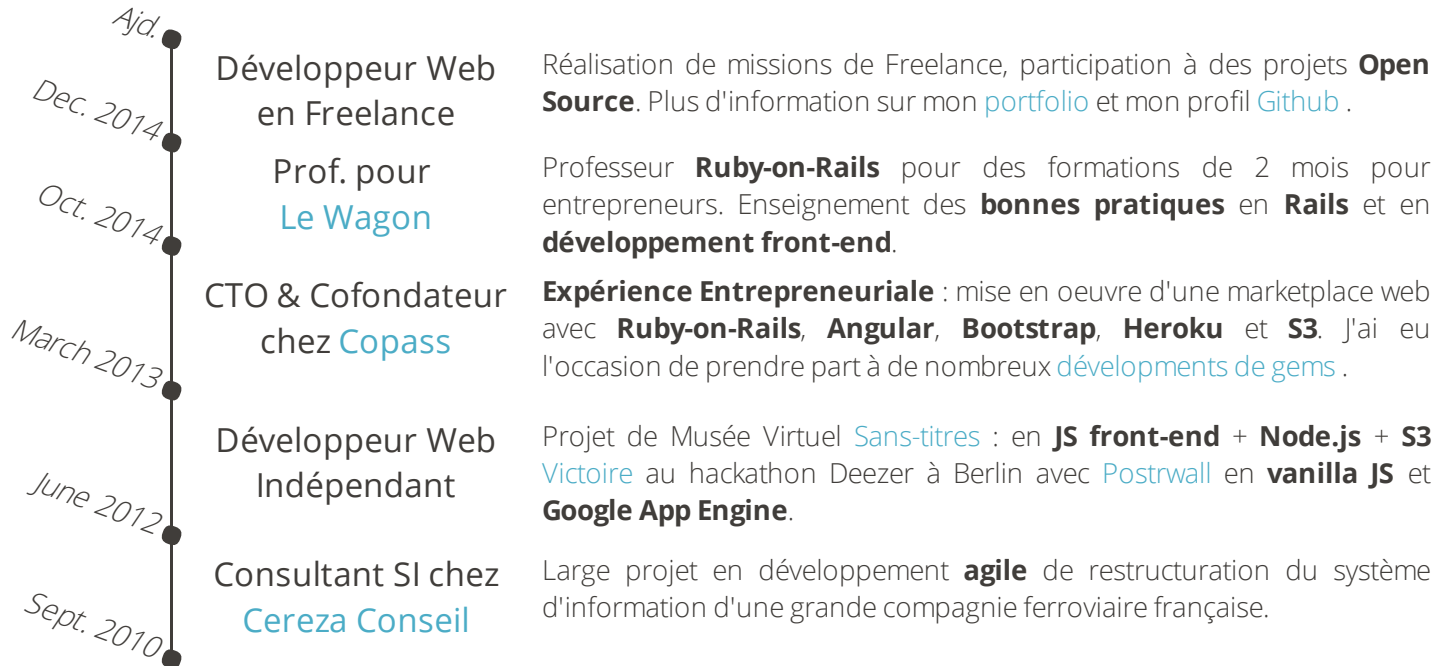 Ajd.
Développeur Web
en Freelance
Réalisation de missions de Freelance, participation à des projets Open
Source. Plus d'information sur mon portfolio et mon profil Github .
Dec. 2014
Prof. pour
Le Wagon
Professeur Ruby-on-Rails pour des formations de 2 mois pour
entrepreneurs. Enseignement des bonnes pratiques en Rails et en
développement front-end.
Oct. 2014
CTO & Cofondateur
chez Copass
Expérience Entrepreneuriale : mise en oeuvre d'une marketplace web
avec Ruby-on-Rails, Angular, Bootstrap, Heroku et S3. J'ai eu
l'occasion de prendre part à de nombreux dévelopments de gems .
March 2013
Développeur Web
Indépendant
Projet de Musée Virtuel Sans-titres : en JS front-end + Node.js + S3
Victoire au hackathon Deezer à Berlin avec Postrwall en vanilla JS et
Google App Engine.
June 2012
Consultant SI chez
Cereza Conseil
Large projet en développement agile de restructuration du système
d'information d'une grande compagnie ferroviaire française.
Sept. 2010